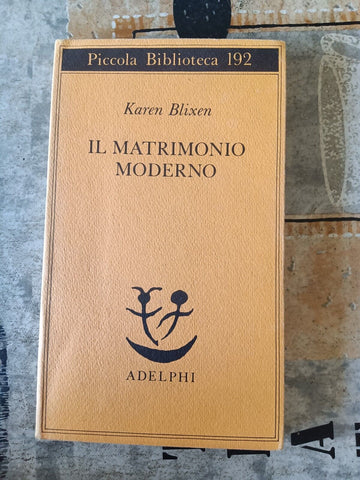 Piccola Biblioteca 192
Karen Blixen
IL MATRIMONIO
MODERNO
ADELPHI